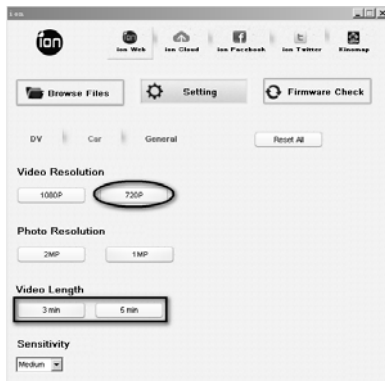 ion
ion
ion Web ion Cloud ion Facebook ion Twitter Kinomap
Browse Files Setting Firmware Check
DV Car General Reset All
Video Resolution
1080P 720P
Photo Resolution
2MP 1MP
Video Length
3 min 5 min
Sensitivity
Medium